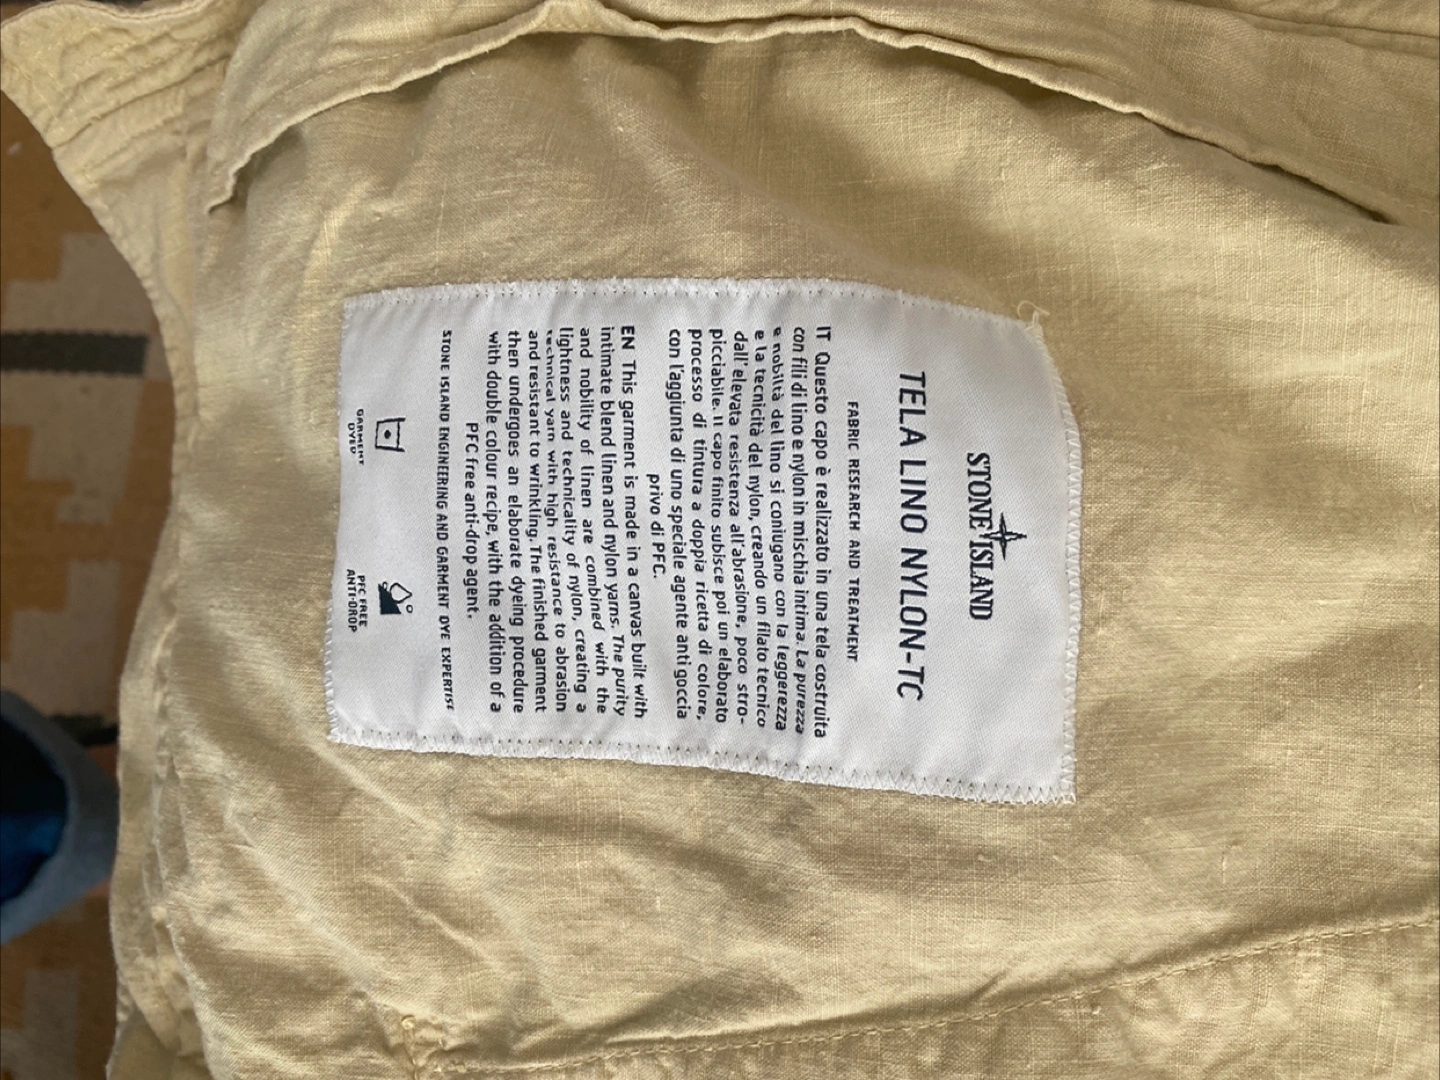 STONE ISLAND
TELA LINO NYLON-TC
FABRIC RESEARCH AND TREATMENT
IT Questo capo è realizzato in una tela costruita
con fili di lino e nylon in mischia intima. La purezza
e nobiltà del lino si coniugano con la leggerezza
e la tecnicità del nylon, creando un filato tecnico
dall'elevata resistenza all'abrasione, poco stro-
picciabile. Il capo finito subisce poi un elaborato
processo di tintura a doppia ricetta di colore,
con l'aggiunta di uno speciale agente anti goccia
privo di PFC.
EN This garment is made in a canvas built with
intimate blend linen and nylon yarns. The purity
and nobility of linen are combined with the
lightness and technicality of nylon, creating a
technical yarn with high resistance to abrasion
and resistant to wrinkling. The finished garment
then undergoes an elaborate dyeing procedure
with double colour recipe, with the addition of a
PFC free anti-drop agent.
STONE ISLAND ENGINEERING AND GARMENT DYE EXPERTISE
GARMENT
DYED
PFC FREE
ANTI-DROP